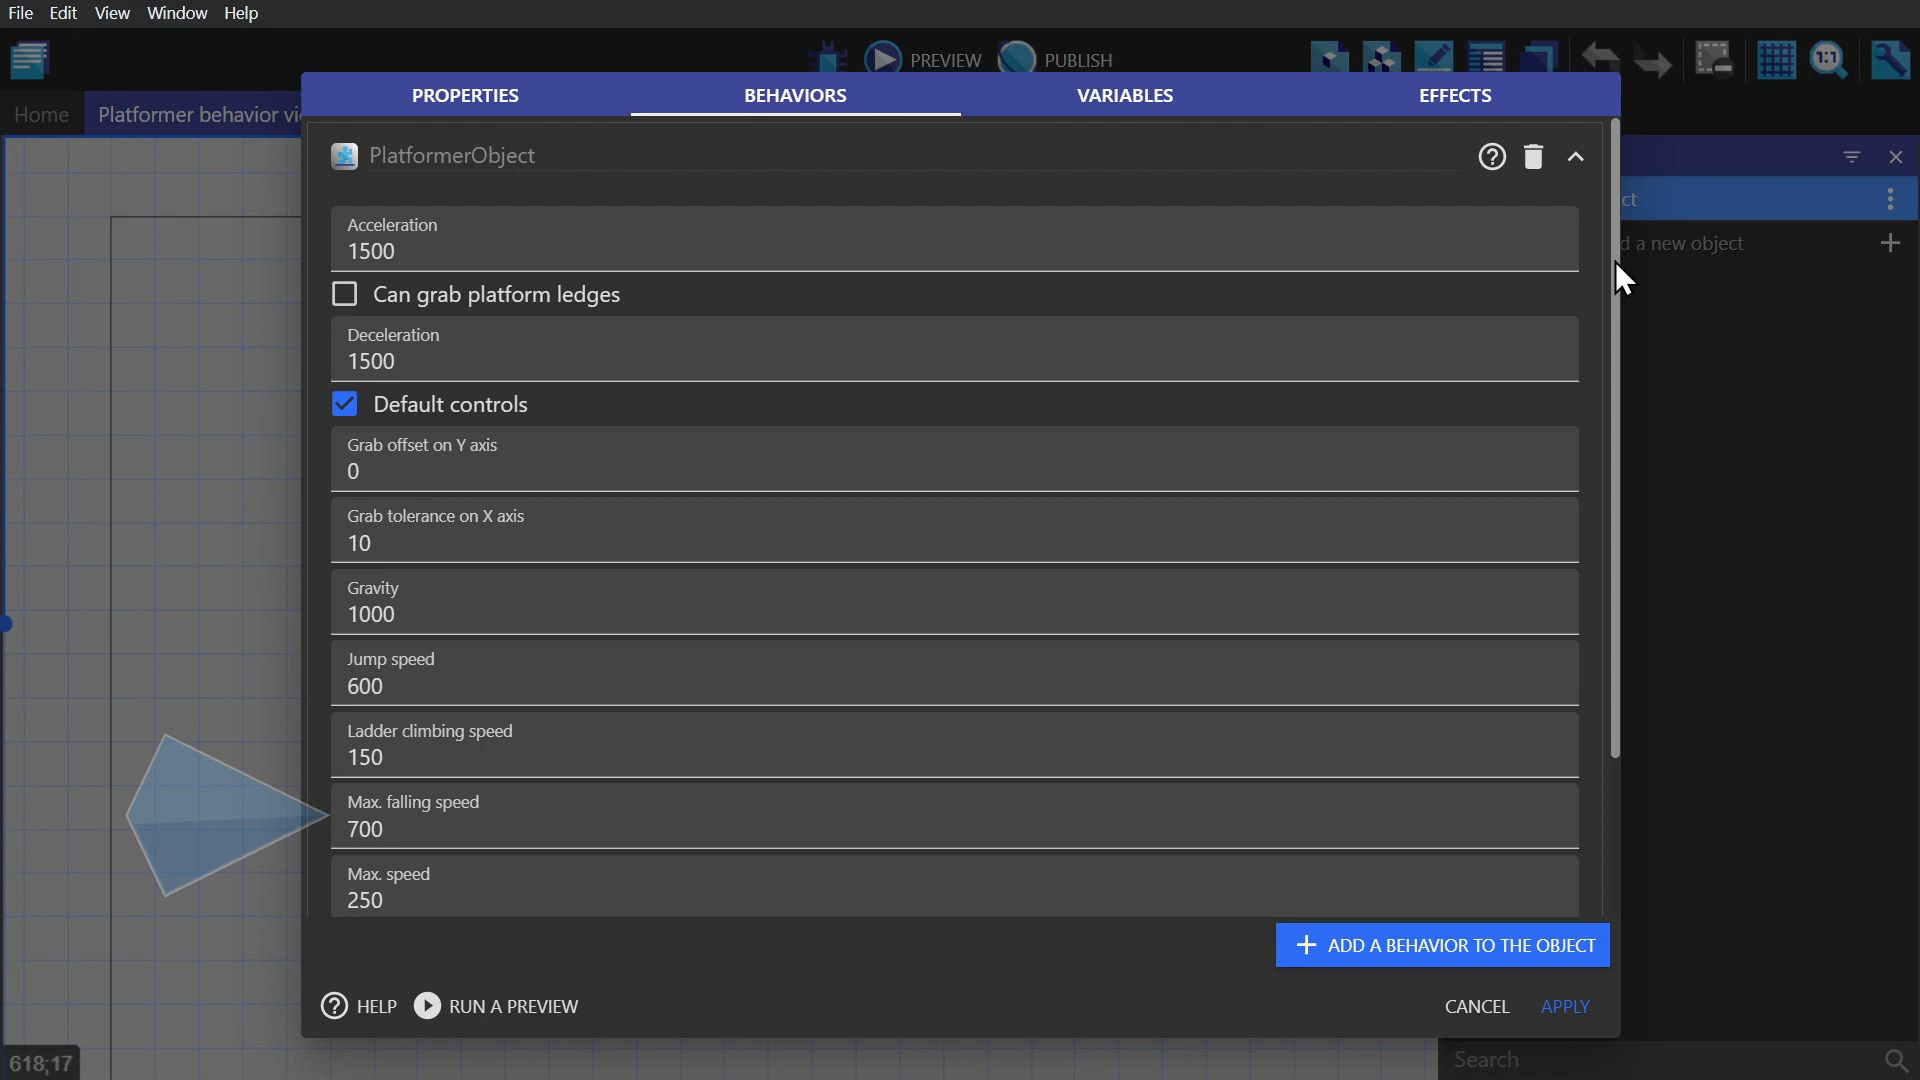 File Edit View Window Help
PREVIEW PUBLISH 1:1
Home Platformer behavior vi
PROPERTIES BEHAVIORS VARIABLES EFFECTS
PlatformerObject
ct
d a new object
Acceleration
1500
Can grab platform ledges
Deceleration
1500
Default controls
Grab offset on Y axis
0
Grab tolerance on X axis
10
Gravity
1000
Jump speed
600
Ladder climbing speed
150
Max. falling speed
700
Max. speed
250
ADD A BEHAVIOR TO THE OBJECT
HELP RUN A PREVIEW CANCEL APPLY
618;17 Search